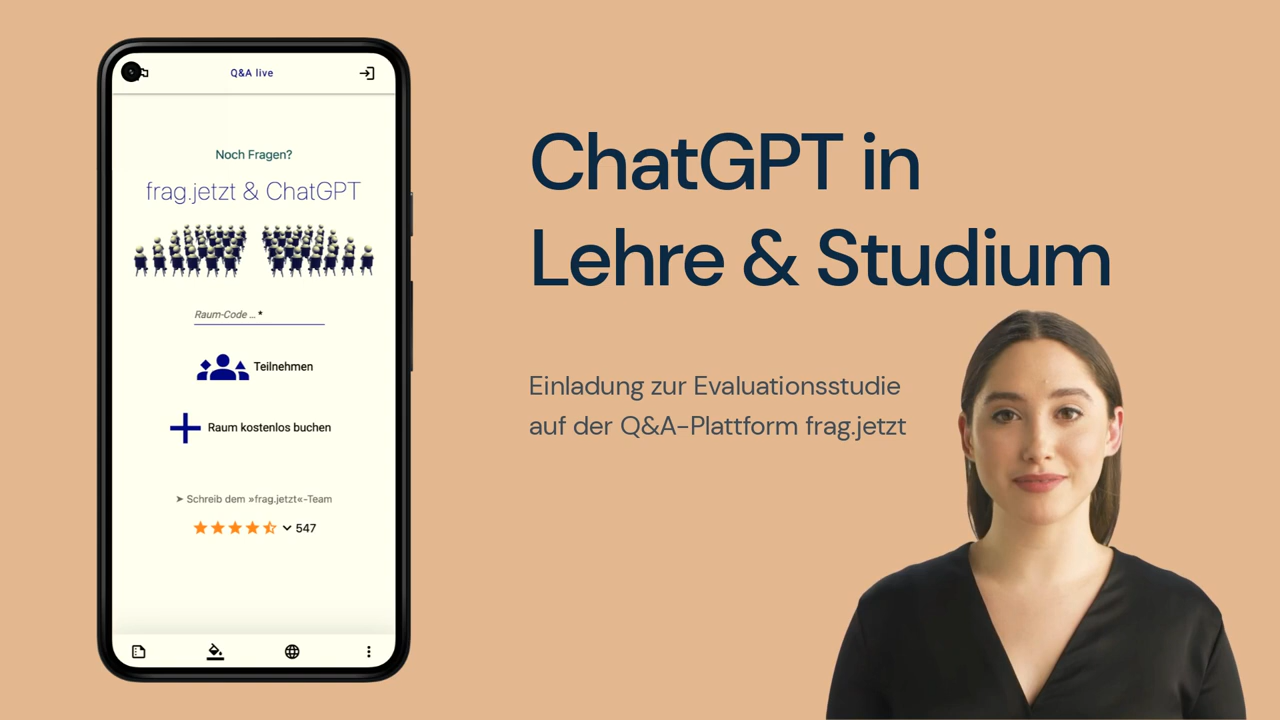 Q&A live
Noch Fragen?
frag.jetzt & ChatGPT
Raum-Code ... *
Teilnehmen
Raum kostenlos buchen
➤ Schreib dem »frag.jetzt«-Team
547
ChatGPT in
Lehre & Studium
Einladung zur Evaluationsstudie
auf der Q&A-Plattform frag.jetzt